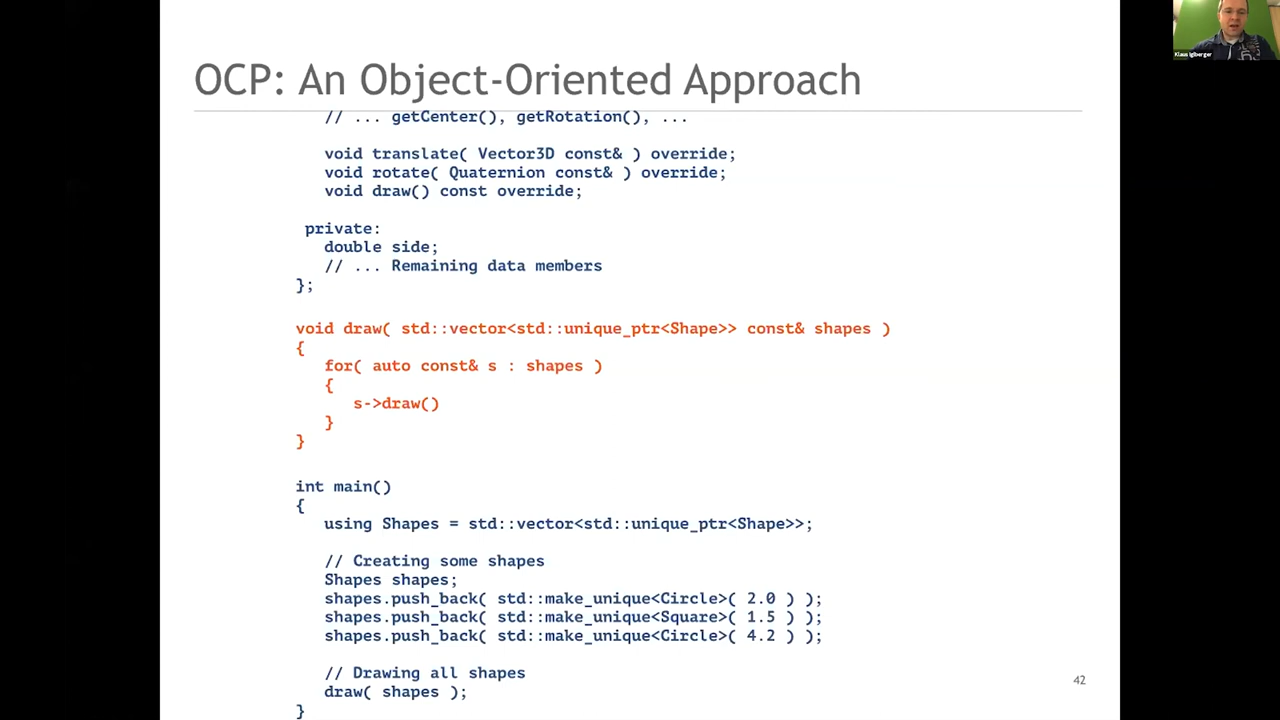 Klaus Iglberger
OCP: An Object-Oriented Approach
// ... getCenter(), getRotation(), ...
void translate( Vector3D const& ) override;
void rotate( Quaternion const& ) override;
void draw() const override;
private:
double side;
// ... Remaining data members
};
void draw( std::vector<std::unique_ptr<Shape>> const& shapes )
{
for( auto const& s : shapes )
{
s->draw()
}
}
int main()
{
using Shapes = std::vector<std::unique_ptr<Shape>>;
// Creating some shapes
Shapes shapes;
shapes.push_back( std::make_unique<Circle>( 2.0 ) );
shapes.push_back( std::make_unique<Square>( 1.5 ) );
shapes.push_back( std::make_unique<Circle>( 4.2 ) );
// Drawing all shapes
draw( shapes );
}
42